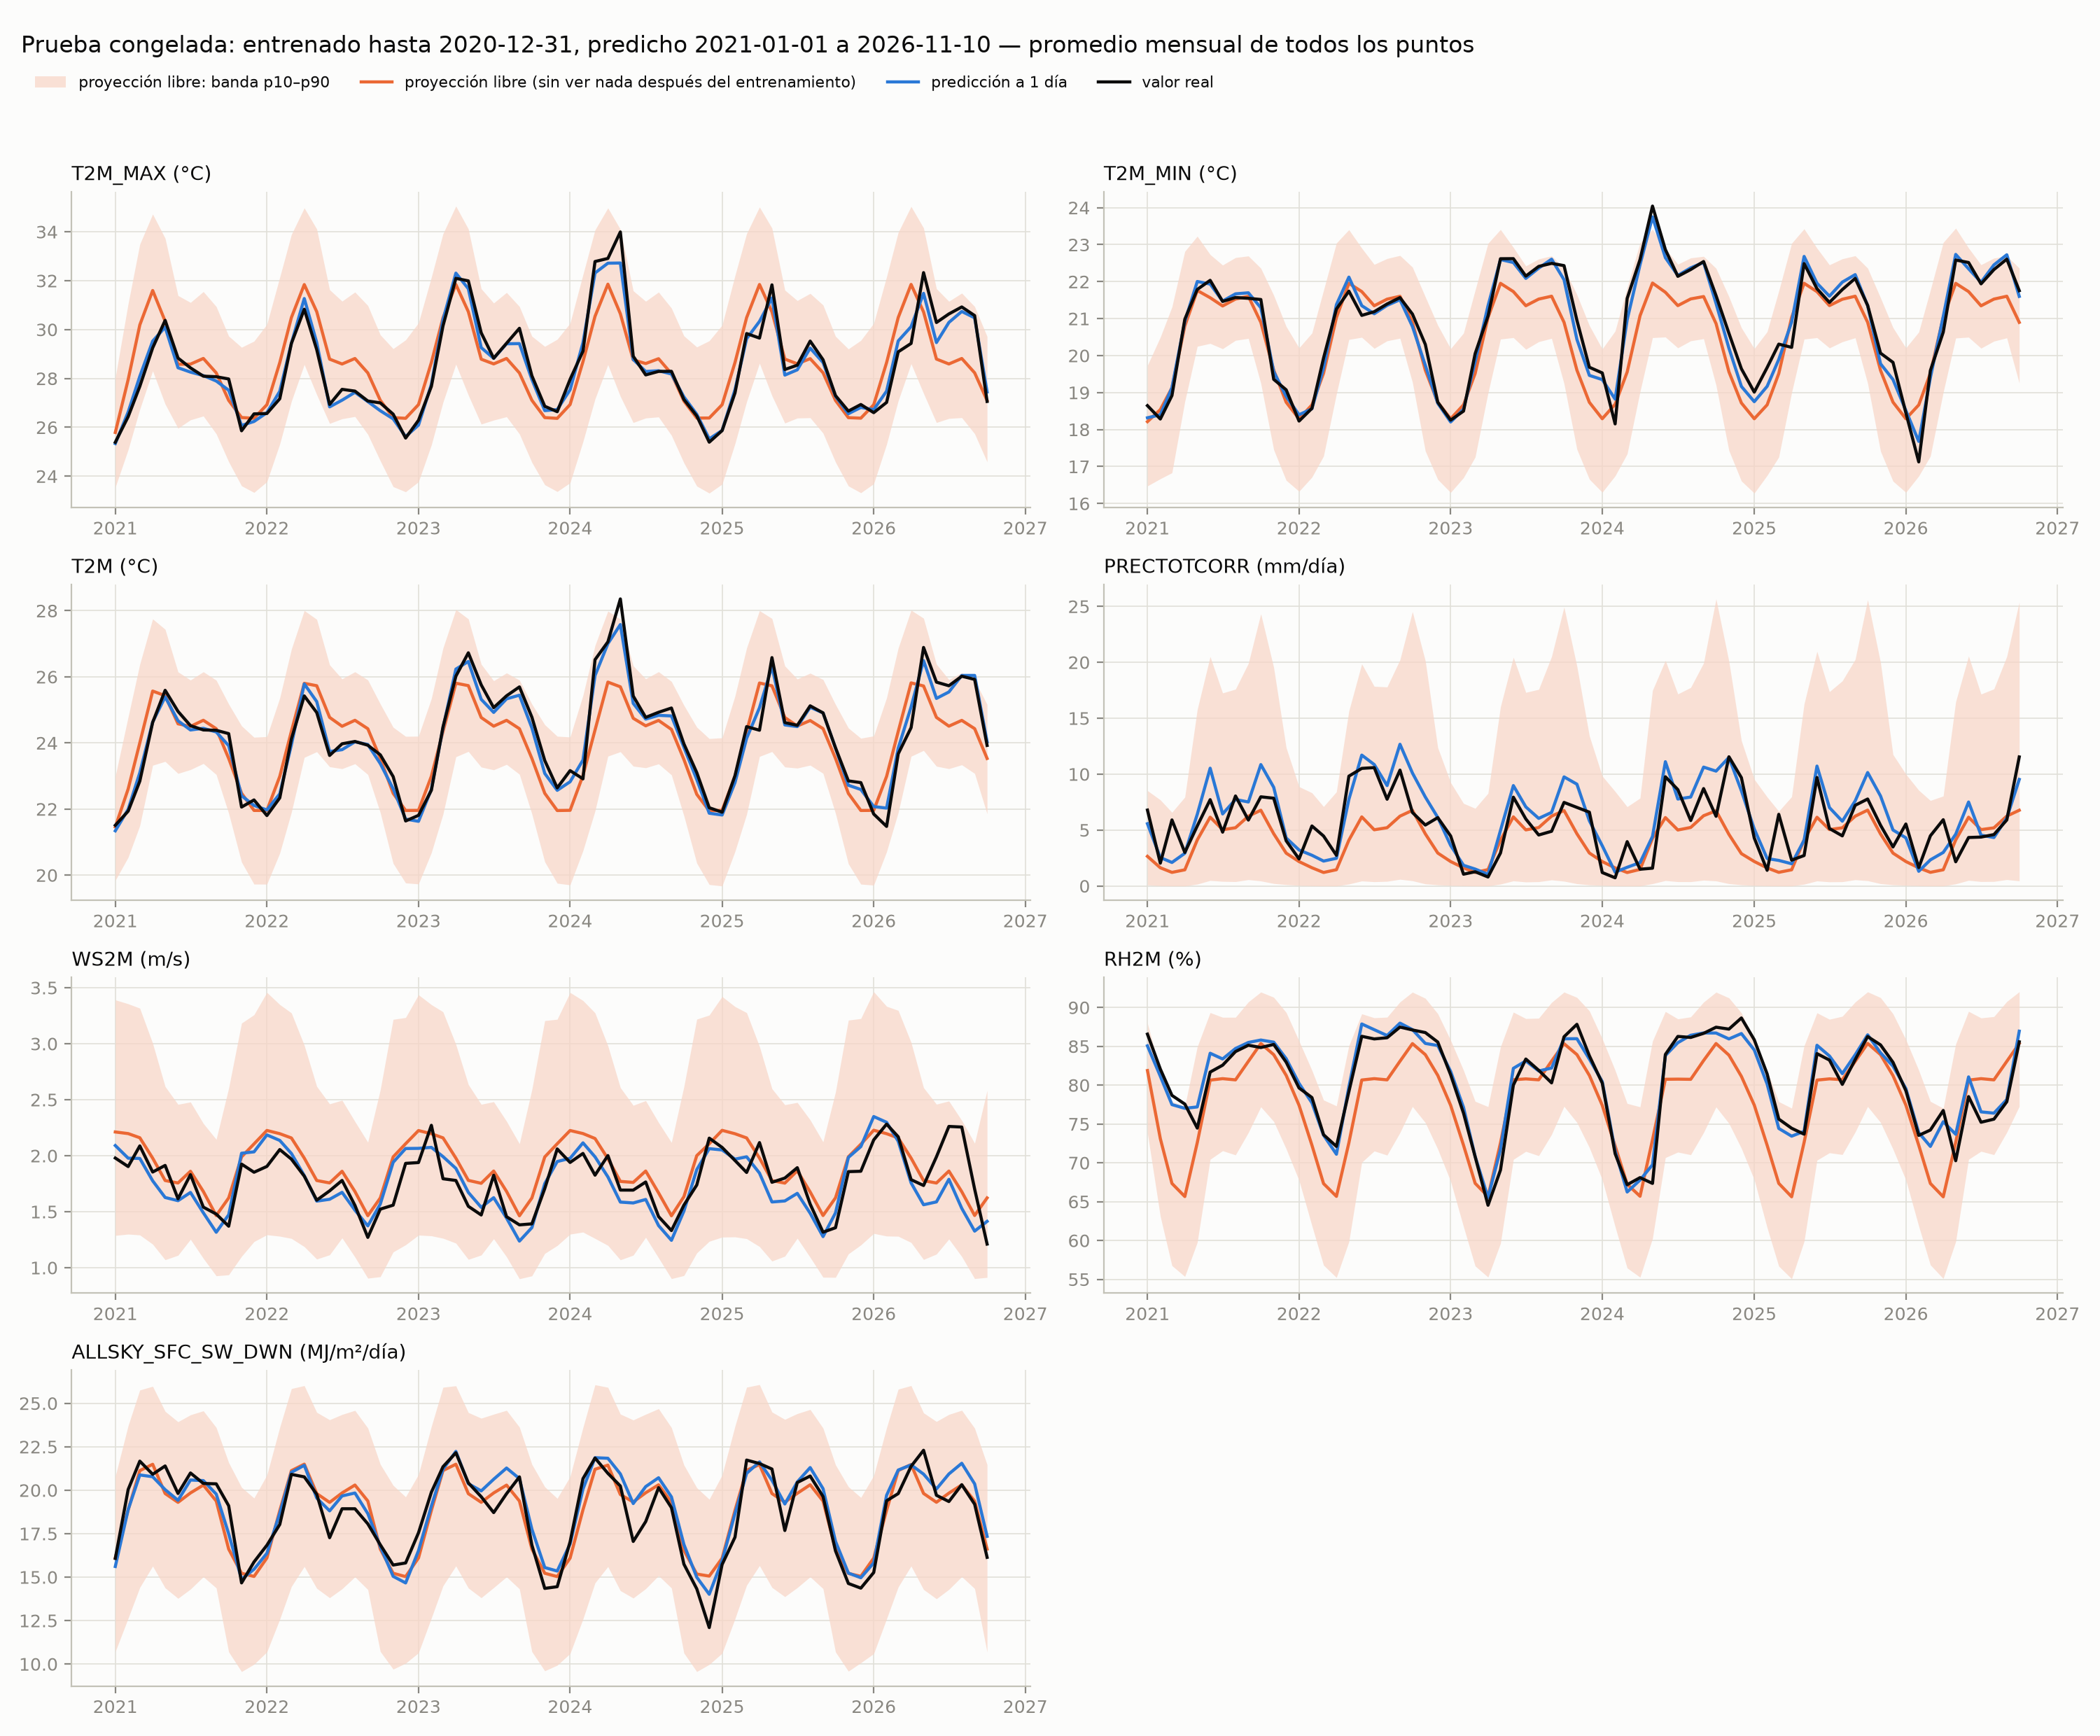 Prueba congelada: entrenado hasta 2020-12-31, predicho 2021-01-01 a 2026-11-10 — promedio mensual de todos los puntos
proyección libre: banda p10–p90 proyección libre (sin ver nada después del entrenamiento) predicción a 1 día valor real
T2M_MAX (°C)
34
32
30
28
26
24
2021 2022 2023 2024 2025 2026 2027
T2M_MIN (°C)
24
23
22
21
20
19
18
17
16
2021 2022 2023 2024 2025 2026 2027
T2M (°C)
28
26
24
22
20
2021 2022 2023 2024 2025 2026 2027
PRECTOTCORR (mm/día)
25
20
15
10
5
0
2021 2022 2023 2024 2025 2026 2027
WS2M (m/s)
3.5
3.0
2.5
2.0
1.5
1.0
2021 2022 2023 2024 2025 2026 2027
RH2M (%)
90
85
80
75
70
65
60
55
2021 2022 2023 2024 2025 2026 2027
ALLSKY_SFC_SW_DWN (MJ/m²/día)
25.0
22.5
20.0
17.5
15.0
12.5
10.0
2021 2022 2023 2024 2025 2026 2027